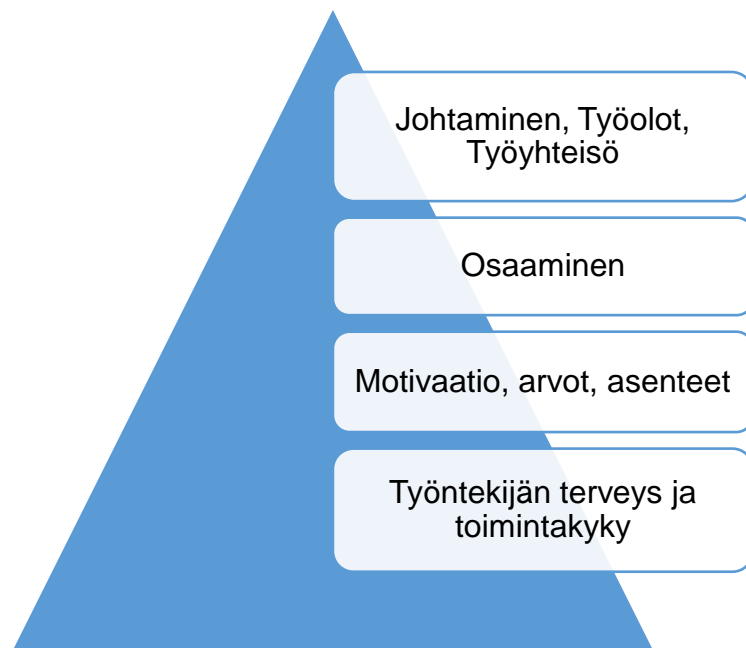 Johtaminen, Työolot,
Työyhteisö
Osaaminen
Motivaatio, arvot, asenteet
Työntekijän terveys ja
toimintakyky